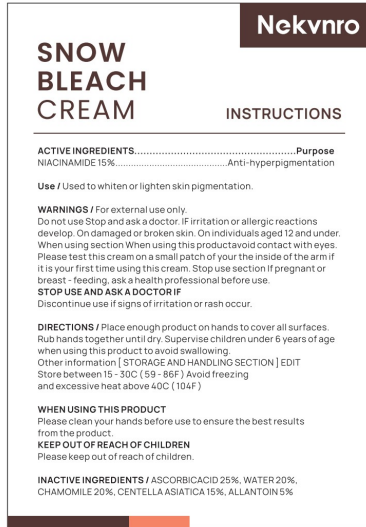 Nekvnro
SNOW
BLEACH
CREAM
INSTRUCTIONS
ACTIVE INGREDIENTS.....................................................Purpose
NIACINAMIDE 15%...........................................Anti-hyperpigmentation
Use / Used to whiten or lighten skin pigmentation.
WARNINGS / For external use only.
Do not use Stop and ask a doctor. IF irritation or allergic reactions
develop. On damaged or broken skin. On individuals aged 12 and under.
When using section When using this productavoid contact with eyes.
Please test this cream on a small patch of your the inside of the arm if
it is your first time using this cream. Stop use section If pregnant or
breast - feeding, ask a health professional before use.
STOP USE AND ASK A DOCTOR IF
Discontinue use if signs of irritation or rash occur.
DIRECTIONS / Place enough product on hands to cover all surfaces.
Rub hands together until dry. Supervise children under 6 years of age
when using this product to avoid swallowing.
Other information [ STORAGE AND HANDLING SECTION ] EDIT
Store between 15 - 30C ( 59 - 86F ) Avoid freezing
and excessive heat above 40C ( 104F )
WHEN USING THIS PRODUCT
Please clean your hands before use to ensure the best results
from the product.
KEEP OUT OF REACH OF CHILDREN
Please keep out of reach of children.
INACTIVE INGREDIENTS / ASCORBICACID 25%, WATER 20%,
CHAMOMILE 20%, CENTELLA ASIATICA 15%, ALLANTOIN 5%